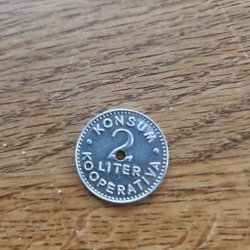 KONSUM
2
LITER
KOOPERATIVA